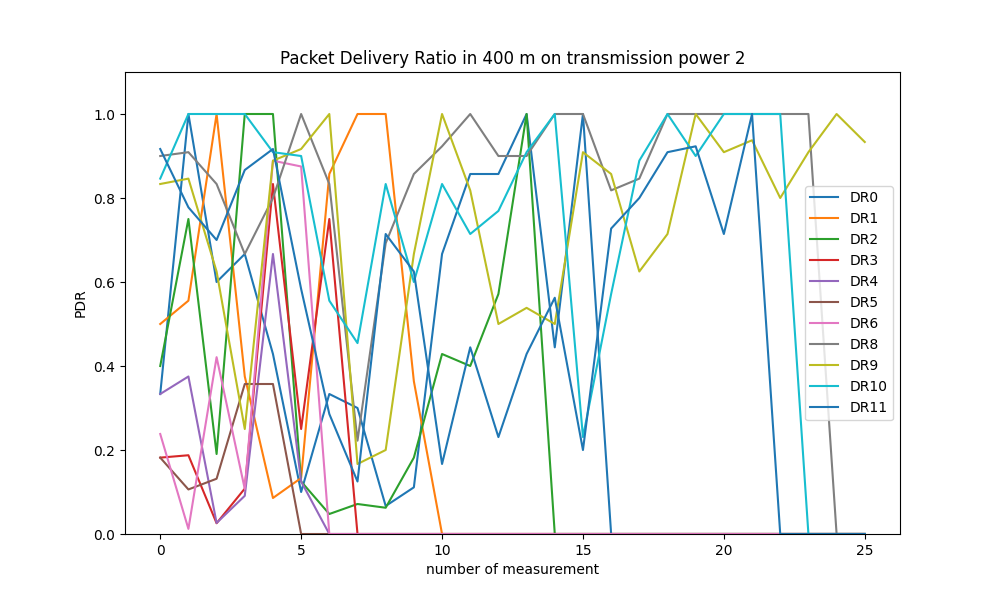 Packet Delivery Ratio in 400 m on transmission power 2
PDR
1.0
0.8
0.6
0.4
0.2
0.0
0 5 10 15 20 25
number of measurement
DR0
DR1
DR2
DR3
DR4
DR5
DR6
DR8
DR9
DR10
DR11